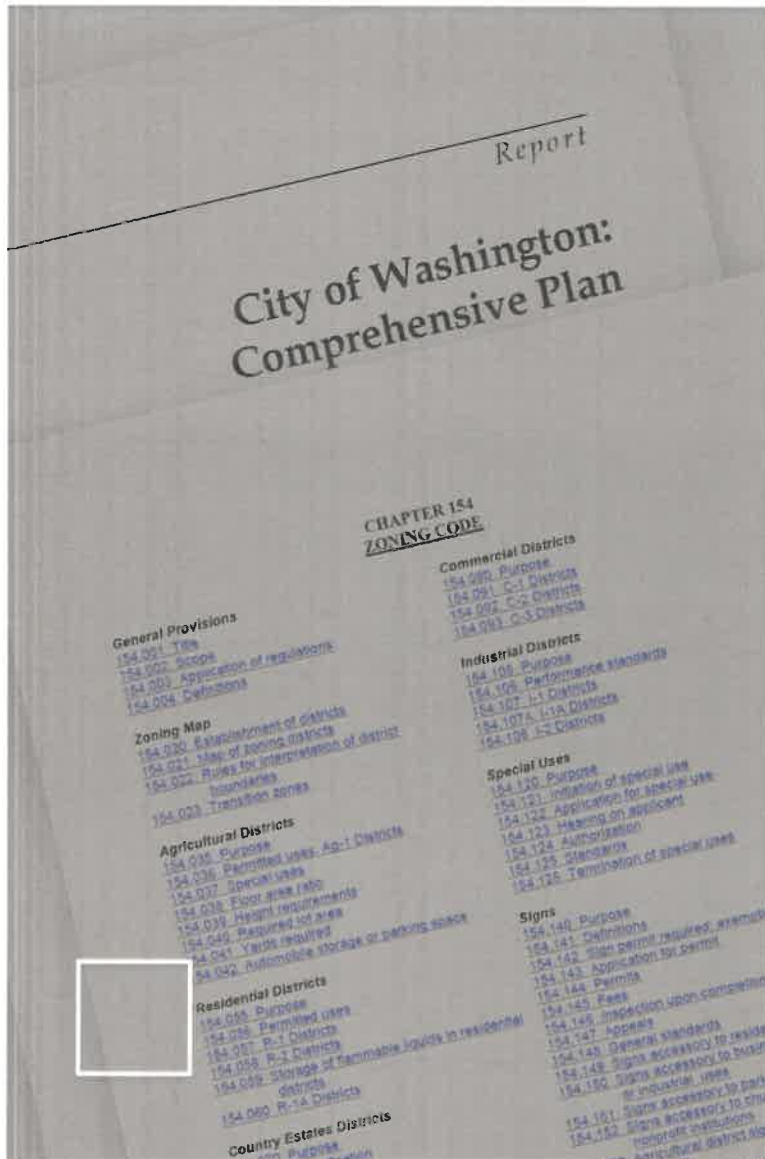 Report
City of Washington:
Comprehensive Plan
CHAPTER 154
ZONING CODE
General Provisions
154.001 Title
154.002 Scope
154.003 Application of regulations
154.004 Definitions
Zoning Map
154.020 Establishment of districts
154.021 Map of zoning districts
154.022 Rules for interpretation of district
boundaries
154.023 Transition zones
Agricultural Districts
154.035 Purpose
154.036 Permitted uses, Ag-1 Districts
154.037 Special uses
154.038 Floor area ratio
154.039 Height requirements
154.040 Required lot area
154.041 Yards required
54.042 Automobile storage or parking space
Residential Districts
154.055 Purpose
154.056 Permitted uses
154.057 R-1 Districts
154.058 R-2 Districts
154.059 Storage of flammable liquids in residential
districts
154.060 R-1A Districts
Country Estates Districts
Purpose
Commercial Districts
154.090 Purpose
154.091 C-1 Districts
154.092 C-2 Districts
154.093 C-3 Districts
Industrial Districts
154.105 Purpose
154.106 Performance standards
154.107 I-1 Districts
154.107A I-1A Districts
154.108 I-2 Districts
Special Uses
154.120 Purpose
154.121 Initiation of special use
154.122 Application for special use
154.123 Hearing on applicant
154.124 Authorization
154.125 Standards
154.126 Termination of special uses
Signs
154.140 Purpose
154.141 Definitions
154.142 Sign permit required; exempti
154.143 Application for permit
154.144 Permits
154.145 Fees
154.146 Inspection upon completion
154.147 Appeals
154.148 General standards
154.149 Signs accessory to reside
154.150 Signs accessory to busin
or industrial uses
154.151 Signs accessory to park
154.152 Signs accessory to chu
nonprofit institutions
Agricultural district sig